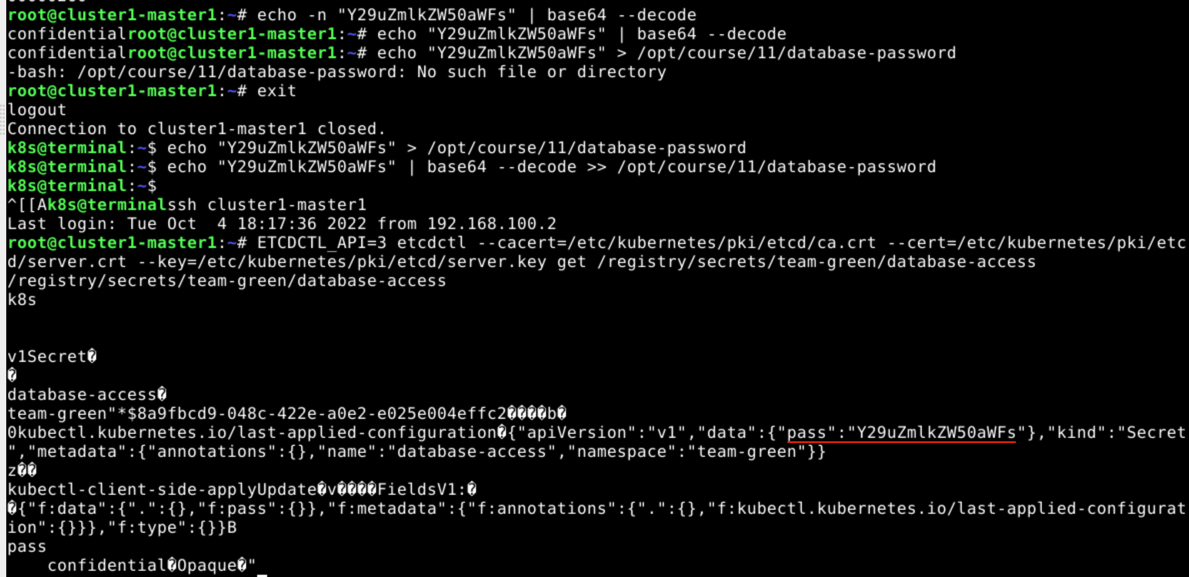 root@cluster1-master1:~# echo -n "Y29uZmlkZW50aWFs" | base64 --decode
confidentialroot@cluster1-master1:~# echo "Y29uZmlkZW50aWFs" | base64 --decode
confidentialroot@cluster1-master1:~# echo "Y29uZmlkZW50aWFs" > /opt/course/11/database-password
-bash: /opt/course/11/database-password: No such file or directory
root@cluster1-master1:~# exit
logout
Connection to cluster1-master1 closed.
k8s@terminal:~$ echo "Y29uZmlkZW50aWFs" > /opt/course/11/database-password
k8s@terminal:~$ echo "Y29uZmlkZW50aWFs" | base64 --decode >> /opt/course/11/database-password
k8s@terminal:~$
^[[Ak8s@terminalssh cluster1-master1
Last login: Tue Oct  4 18:17:36 2022 from 192.168.100.2
root@cluster1-master1:~# ETCDCTL_API=3 etcdctl --cacert=/etc/kubernetes/pki/etcd/ca.crt --cert=/etc/kubernetes/pki/etc
d/server.crt --key=/etc/kubernetes/pki/etcd/server.key get /registry/secrets/team-green/database-access
/registry/secrets/team-green/database-access
k8s
v1Secret�
�
database-access�
team-green"*$8a9fbcd9-048c-422e-a0e2-e025e004effc2����b�
0kubectl.kubernetes.io/last-applied-configuration�{"apiVersion":"v1","data":{"pass":"Y29uZmlkZW50aWFs"},"kind":"Secret
","metadata":{"annotations":{},"name":"database-access","namespace":"team-green"}}
z��
kubectl-client-side-applyUpdate�v����FieldsV1:�
�{"f:data":{".":{},"f:pass":{}},"f:metadata":{"f:annotations":{".":{},"f:kubectl.kubernetes.io/last-applied-configurat
ion":{}}},"f:type":{}}B
pass
    confidential�Opaque�"